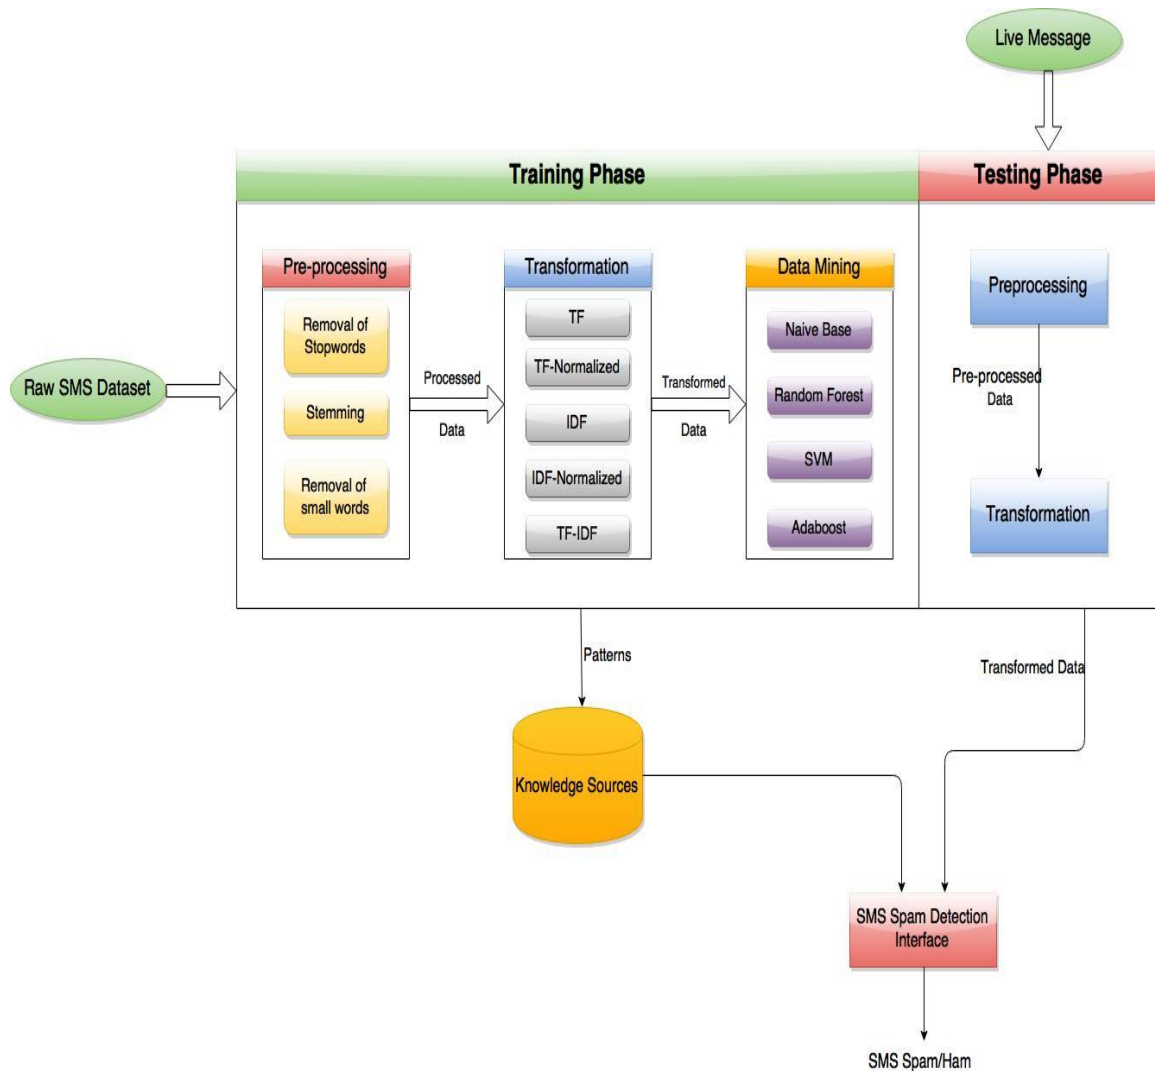 Live Message
Training Phase
Testing Phase
Pre-processing
Transformation
Data Mining
Removal of
Stopwords
Stemming
Removal of
small words
TF
TF-Normalized
IDF
IDF-Normalized
TF-IDF
Naive Base
Random Forest
SVM
Adaboost
Raw SMS Dataset
Processed
Data
Transformed
Data
Preprocessing
Pre-processed
Data
Transformation
Patterns
Transformed Data
Knowledge Sources
SMS Spam Detection
Interface
SMS Spam/Ham